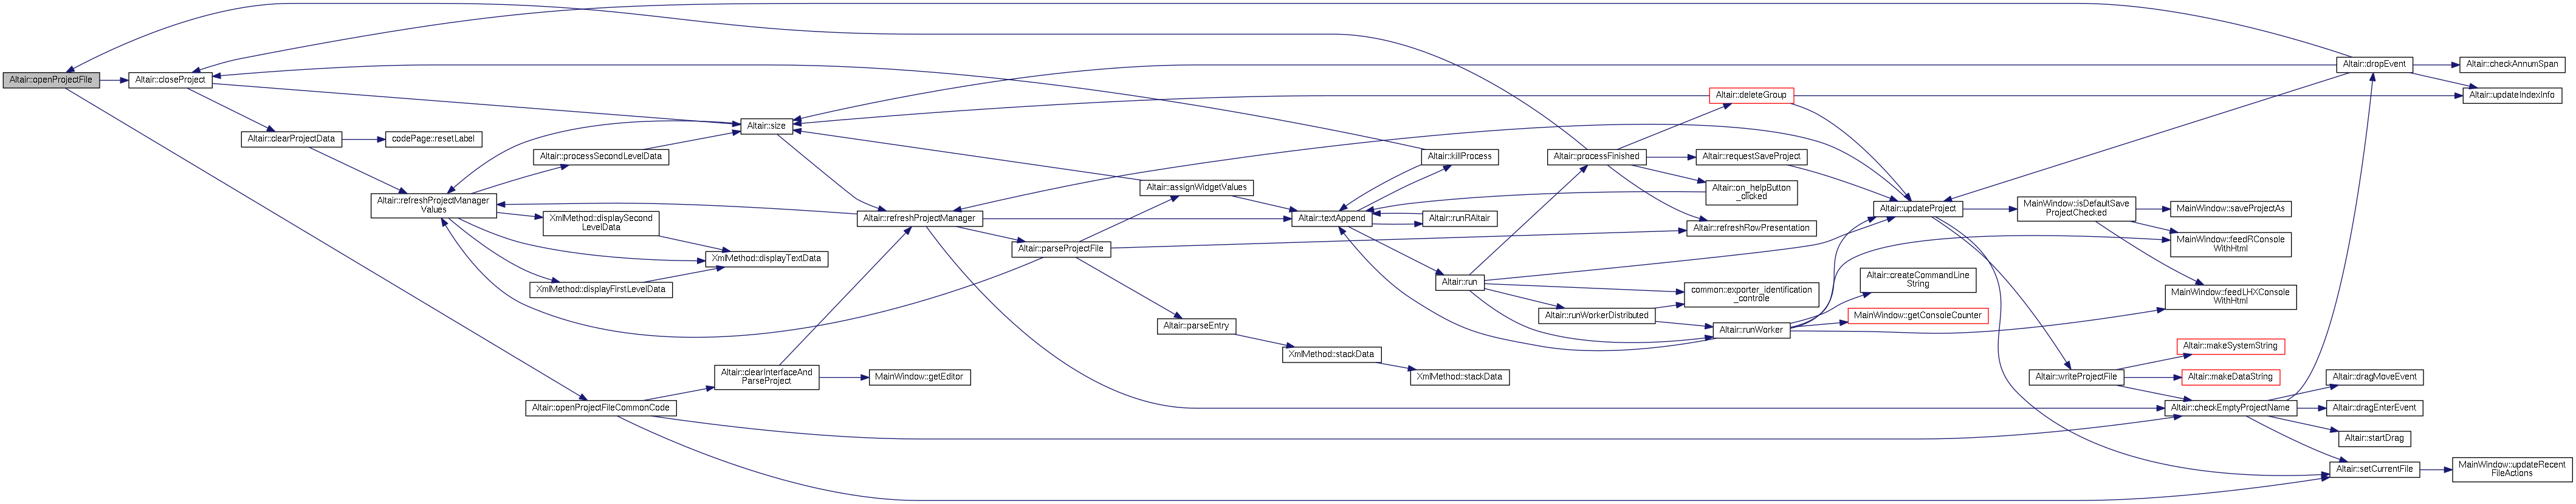 Altair::openProjectFile
Altair::closeProject
Altair::clearProjectData
codePage::resetLabel
Altair::refreshProjectManager
Values
Altair::processSecondLevelData
XmlMethod::displaySecond
LevelData
XmlMethod::displayFirstLevelData
XmlMethod::displayTextData
Altair::openProjectFileCommonCode
Altair::size
Altair::clearInterfaceAnd
ParseProject
Altair::refreshProjectManager
MainWindow::getEditor
Altair::parseProjectFile
Altair::assignWidgetValues
Altair::parseEntry
XmlMethod::stackData
XmlMethod::stackData
Altair::textAppend
Altair::killProcess
Altair::runRAltair
Altair::run
Altair::processFinished
Altair::runWorkerDistributed
Altair::deleteGroup
Altair::requestSaveProject
Altair::on_helpButton
_clicked
Altair::refreshRowPresentation
common::exporter_identification
_controle
Altair::runWorker
Altair::updateProject
Altair::createCommandLine
String
MainWindow::getConsoleCounter
MainWindow::isDefaultSave
ProjectChecked
Altair::writeProjectFile
MainWindow::saveProjectAs
MainWindow::feedRConsole
WithHtml
MainWindow::feedLHXConsole
WithHtml
Altair::makeSystemString
Altair::makeDataString
Altair::checkEmptyProjectName
Altair::dropEvent
Altair::dragMoveEvent
Altair::dragEnterEvent
Altair::startDrag
Altair::setCurrentFile
Altair::checkAnnumSpan
Altair::updateIndexInfo
MainWindow::updateRecent
FileActions